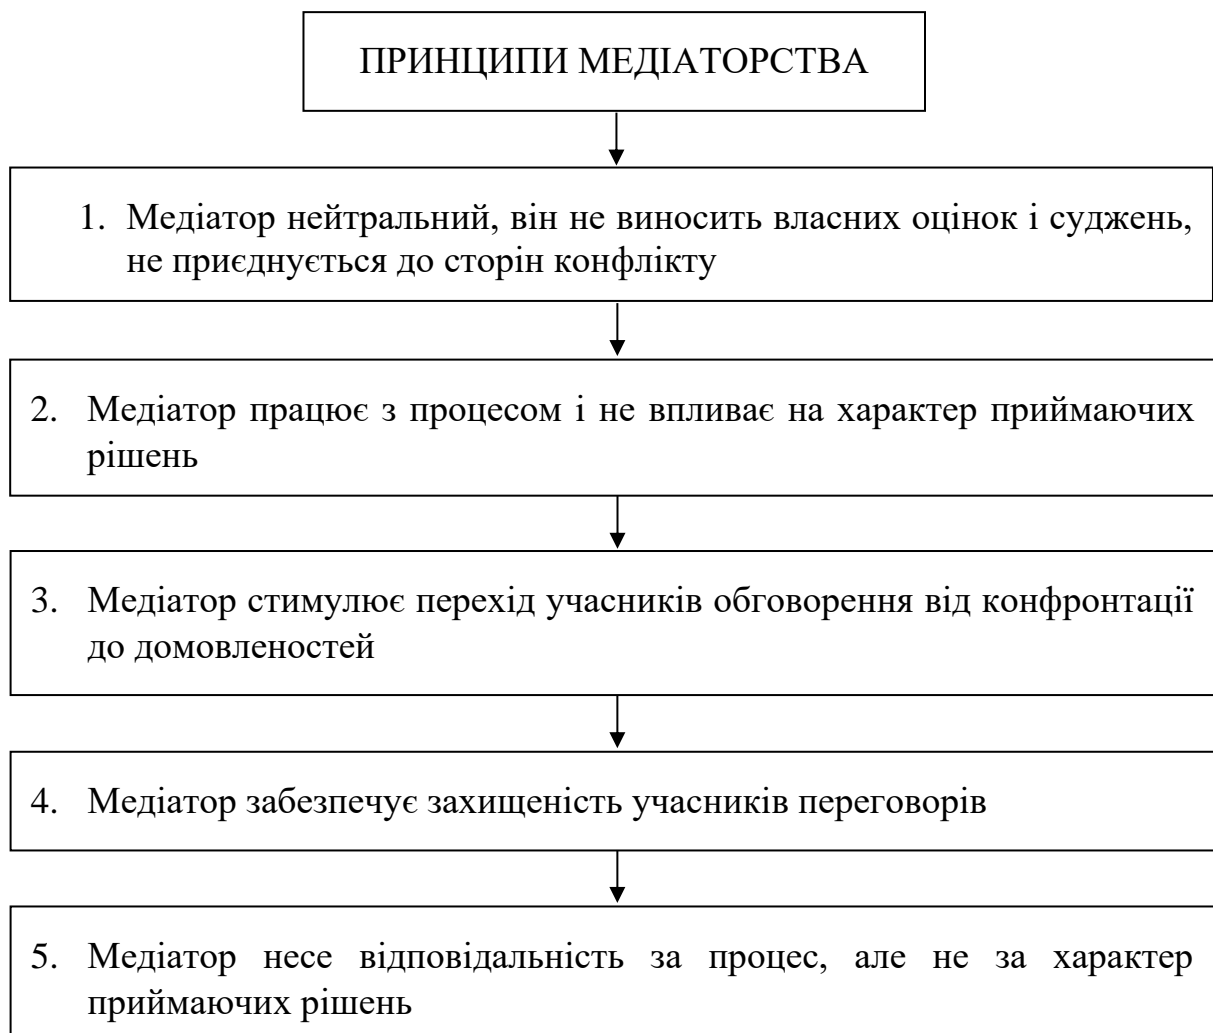 ПРИНЦИПИ МЕДІАТОРСТВА
1. Медіатор нейтральний, він не виносить власних оцінок і суджень,
не приєднується до сторін конфлікту
2. Медіатор працює з процесом і не впливає на характер приймаючих
рішень
3. Медіатор стимулює перехід учасників обговорення від конфронтації
до домовленостей
4. Медіатор забезпечує захищеність учасників переговорів
5. Медіатор несе відповідальність за процес, але не за характер
приймаючих рішень